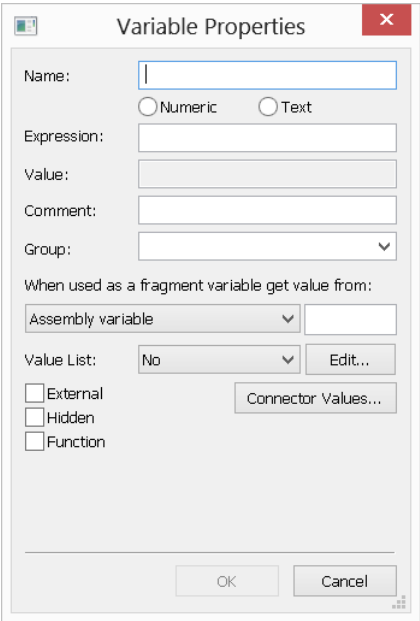 Variable Properties
Name:
Numeric Text
Expression:
Value:
Comment:
Group:
When used as a fragment variable get value from:
Assembly variable
Value List: No Edit...
External Connector Values...
Hidden
Function
OK Cancel